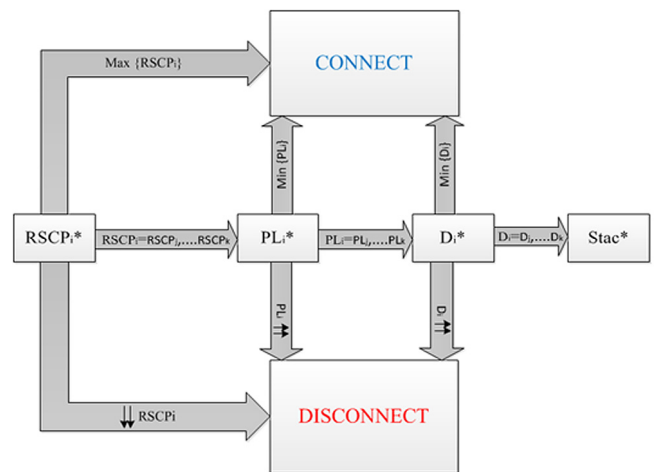 CONNECT
Max {RSCPi}
Min {PLi}
Min {Di}
RSCPi*
RSCPi=RSCPj,....RSCPk
PLi*
PLi=PLj,....PLk
Di*
Di=Dj,....Dk
Stac*
PLi ⇈
Di ⇈
⇊ RSCPi
DISCONNECT